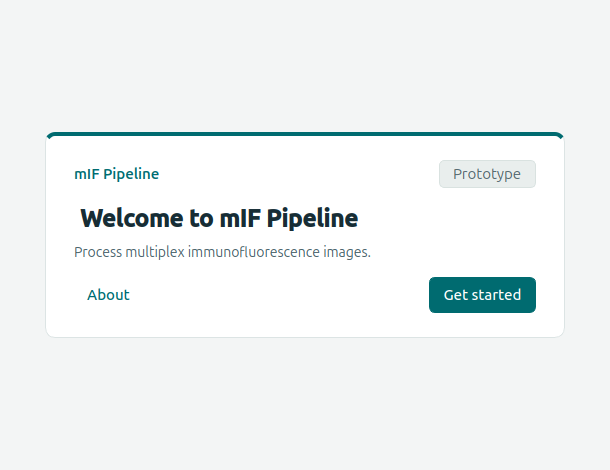 mIF Pipeline
Prototype
Welcome to mIF Pipeline
Process multiplex immunofluorescence images.
About
Get started